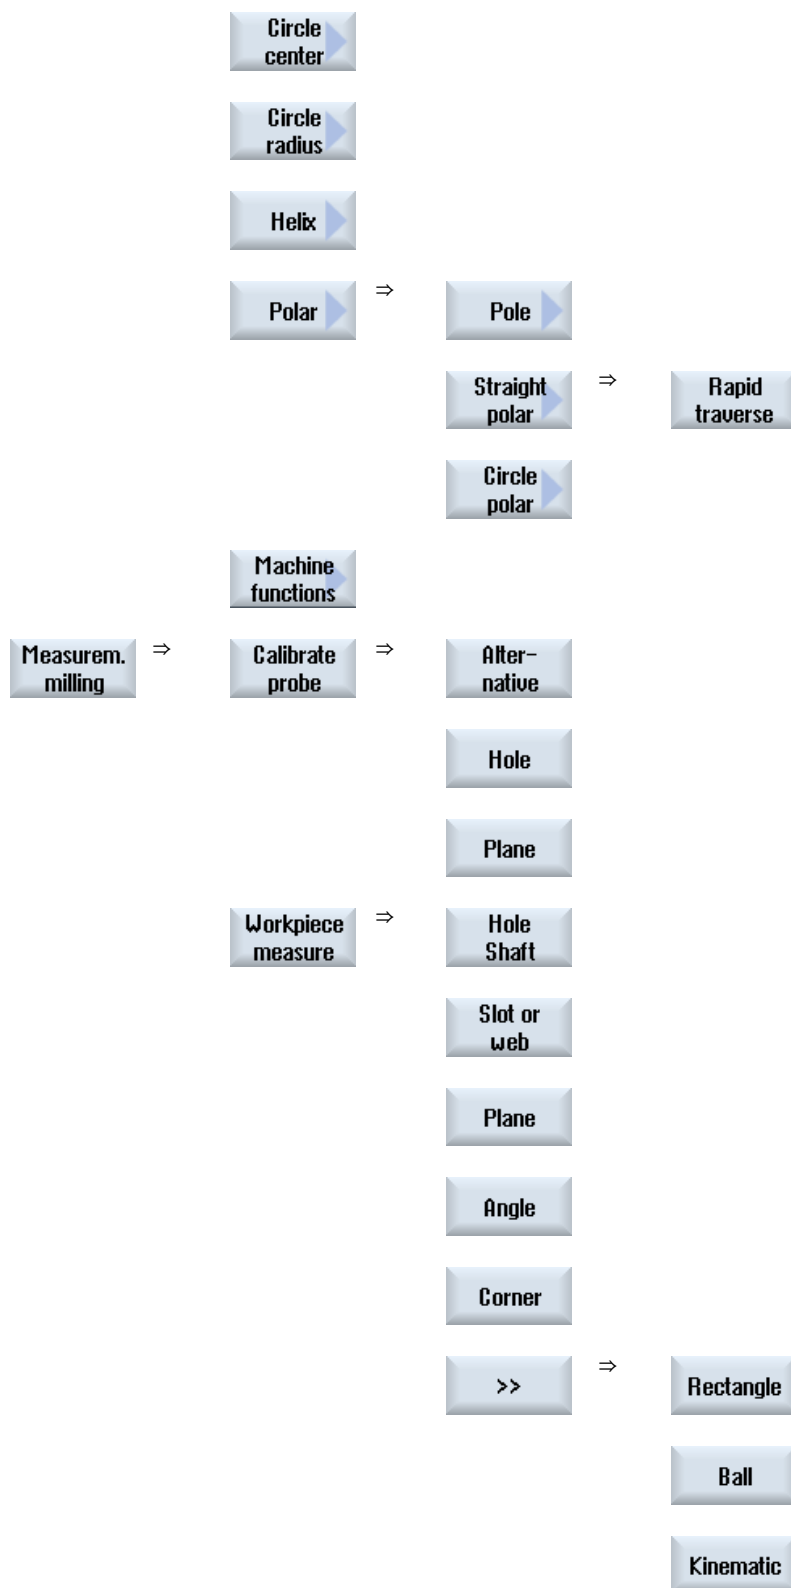 Circle
center
Circle
radius
Helix
Polar
⇒
Pole
Straight
polar
⇒
Rapid
traverse
Circle
polar
Machine
functions
Measurem.
milling
⇒
Calibrate
probe
⇒
Alter-
native
Hole
Plane
Workpiece
measure
⇒
Hole
Shaft
Slot or
web
Plane
Angle
Corner
>>
⇒
Rectangle
Ball
Kinematic